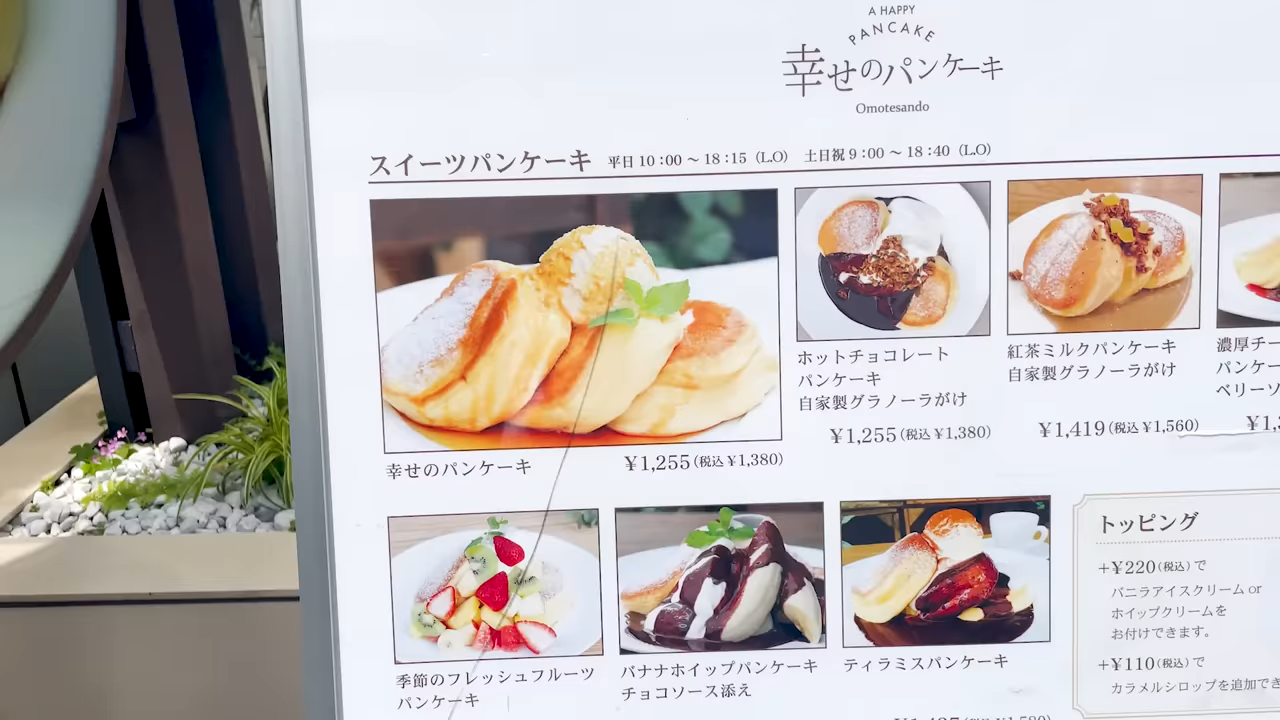 A HAPPY
PANCAKE
幸せのパンケーキ
Omotesando
スイーツパンケーキ 平日 10:00 ~ 18:15 (L.O) 土日祝 9:00 ~ 18:40 (L.O)
幸せのパンケーキ ¥1,255 (税込 ¥1,380)
ホットチョコレート
パンケーキ
自家製グラノーラがけ
¥1,255 (税込 ¥1,380)
紅茶ミルクパンケーキ
自家製グラノーラがけ
¥1,419 (税込 ¥1,560)
濃厚チー
パンケー
ベリーソ
季節のフレッシュフルーツ
パンケーキ
バナナホイップパンケーキ
チョコソース添え
ティラミスパンケーキ
トッピング
+¥220 (税込) で
バニラアイスクリーム or
ホイップクリームを
お付けできます。
+¥110 (税込) で
カラメルシロップを追加でき